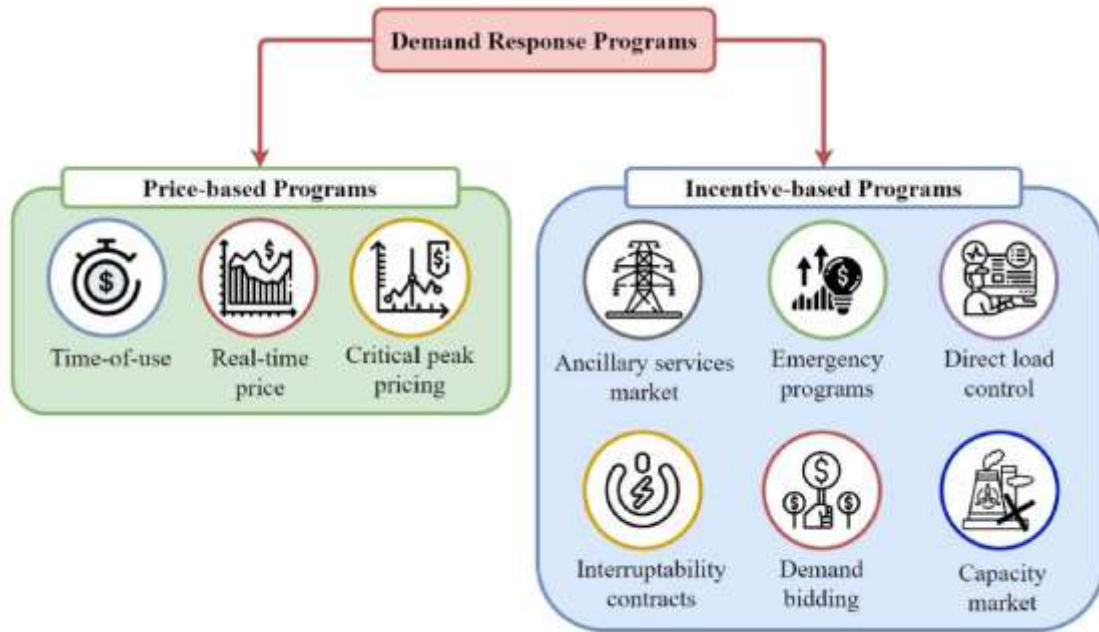 Demand Response Programs
Price-based Programs
Time-of-use
Real-time
price
Critical peak
pricing
Incentive-based Programs
Ancillary services
market
Emergency
programs
Direct load
control
Interruptability
contracts
Demand
bidding
Capacity
market